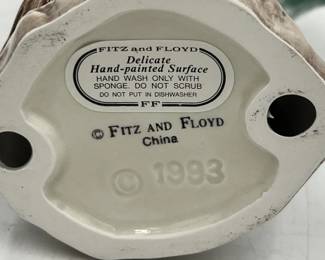 FITZ and FLOYD
Delicate
Hand-painted Surface
HAND WASH ONLY WITH
SPONGE. DO NOT SCRUB
DO NOT PUT IN DISHWASHER
FF
© FITZ AND FLOYD
China
© 1993